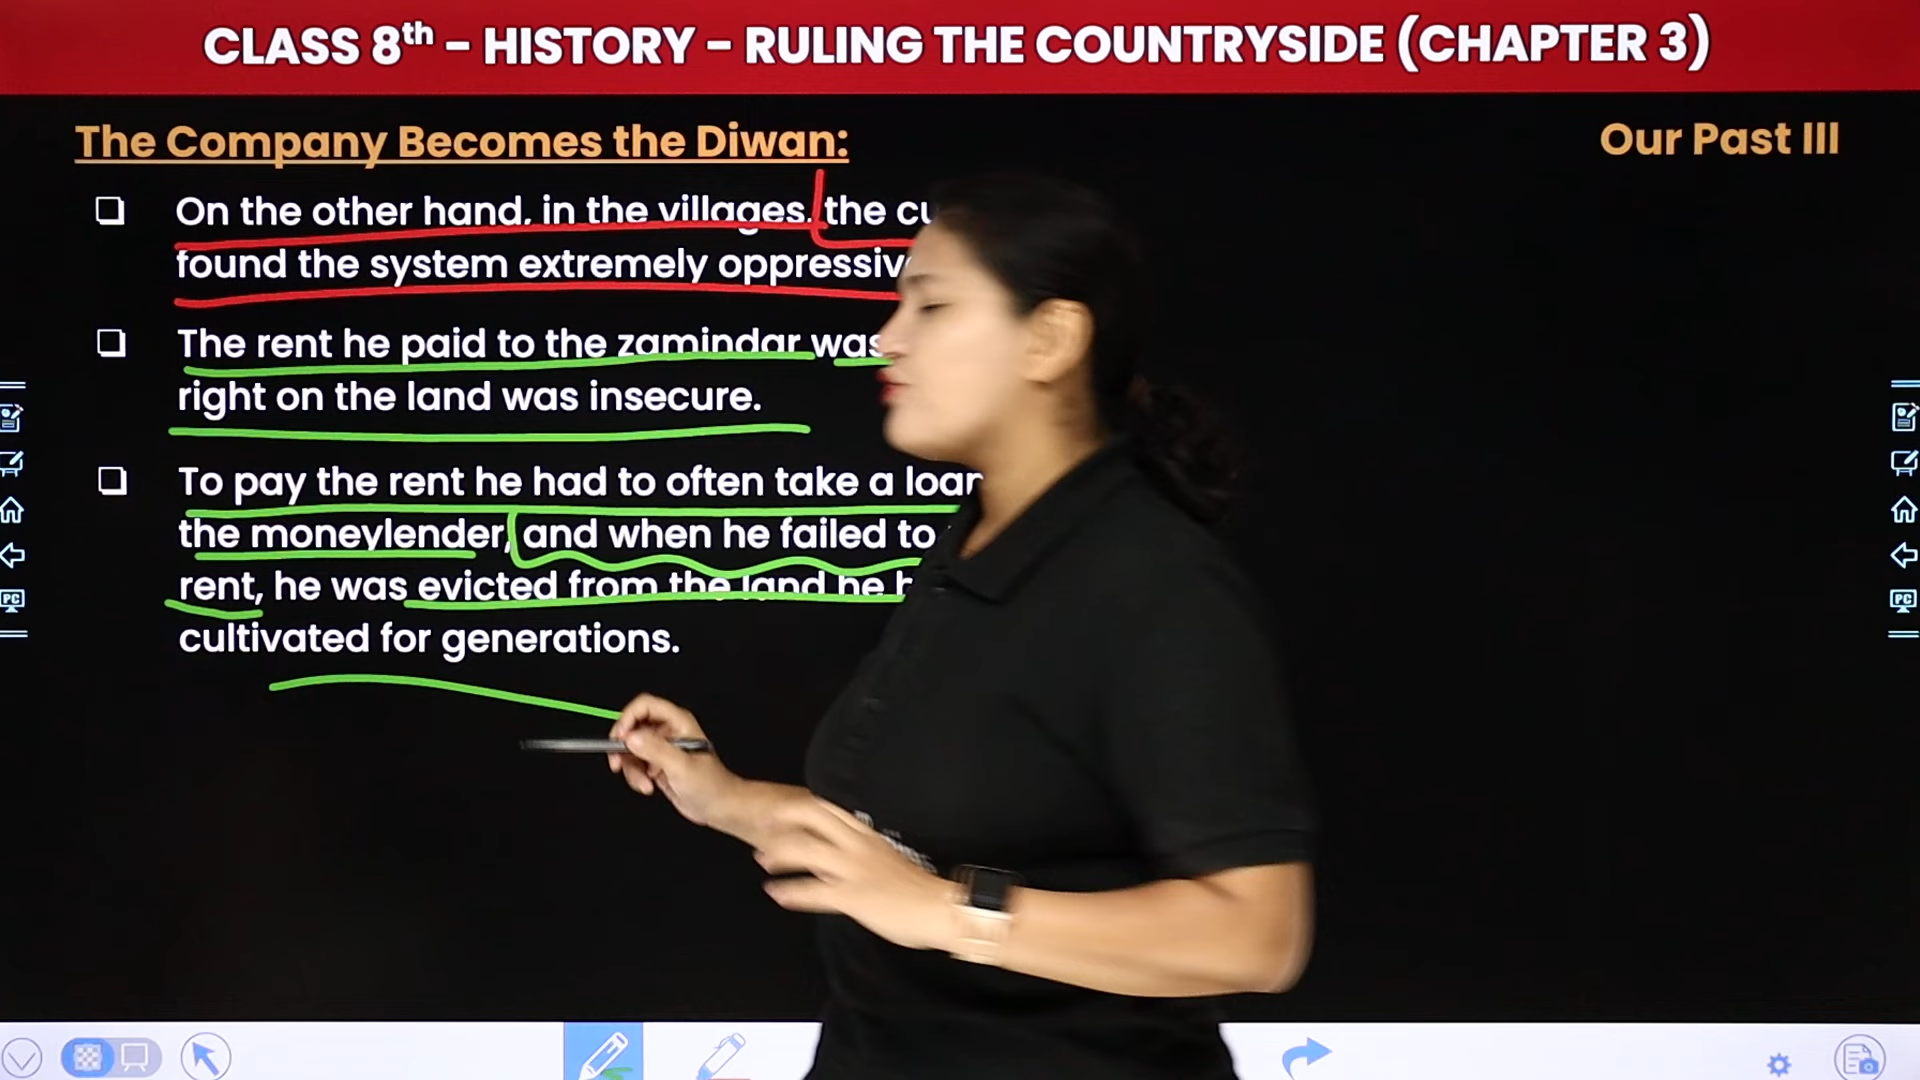 CLASS 8th – HISTORY – RULING THE COUNTRYSIDE (CHAPTER 3)
The Company Becomes the Diwan:
Our Past III
On the other hand, in the villages, the
found the system extremely
The rent he paid to the zamindar was
right on the land was insecure.
To pay the rent he had to often take a
the moneylender, and when he failed to
rent, he was evicted from the land he
cultivated for generations.
PC
PC